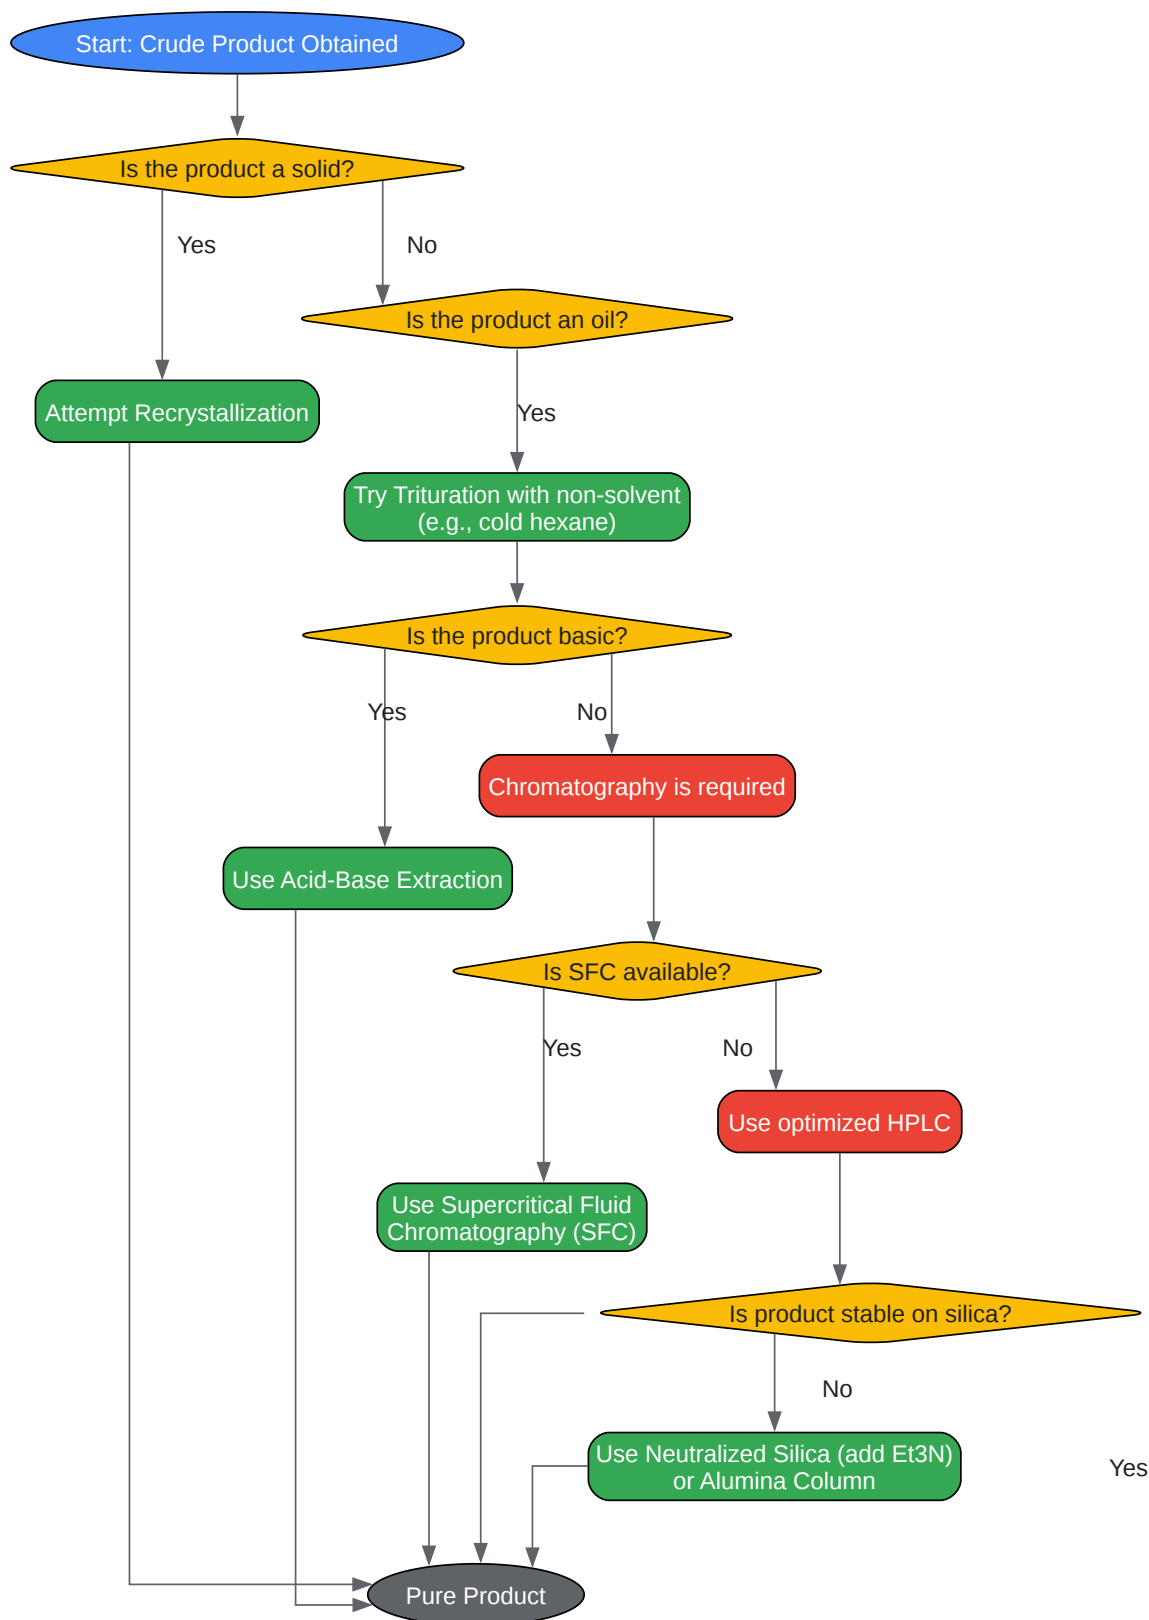 Start: Crude Product Obtained
Is the product a solid?
Yes
No
Is the product an oil?
Attempt Recrystallization
Yes
Try Trituration with non-solvent
(e.g., cold hexane)
Is the product basic?
Yes
No
Chromatography is required
Use Acid-Base Extraction
Is SFC available?
Yes
No
Use optimized HPLC
Use Supercritical Fluid
Chromatography (SFC)
Is product stable on silica?
No
Use Neutralized Silica (add Et3N)
or Alumina Column
Yes
Pure Product